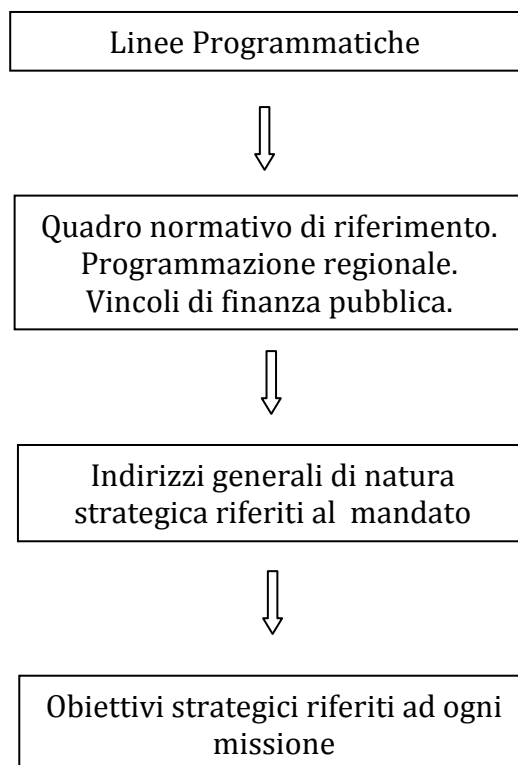 Linee Programmatiche
Quadro normativo di riferimento.
Programmazione regionale.
Vincoli di finanza pubblica.
Indirizzi generali di natura
strategica riferiti al  mandato
Obiettivi strategici riferiti ad ogni
missione